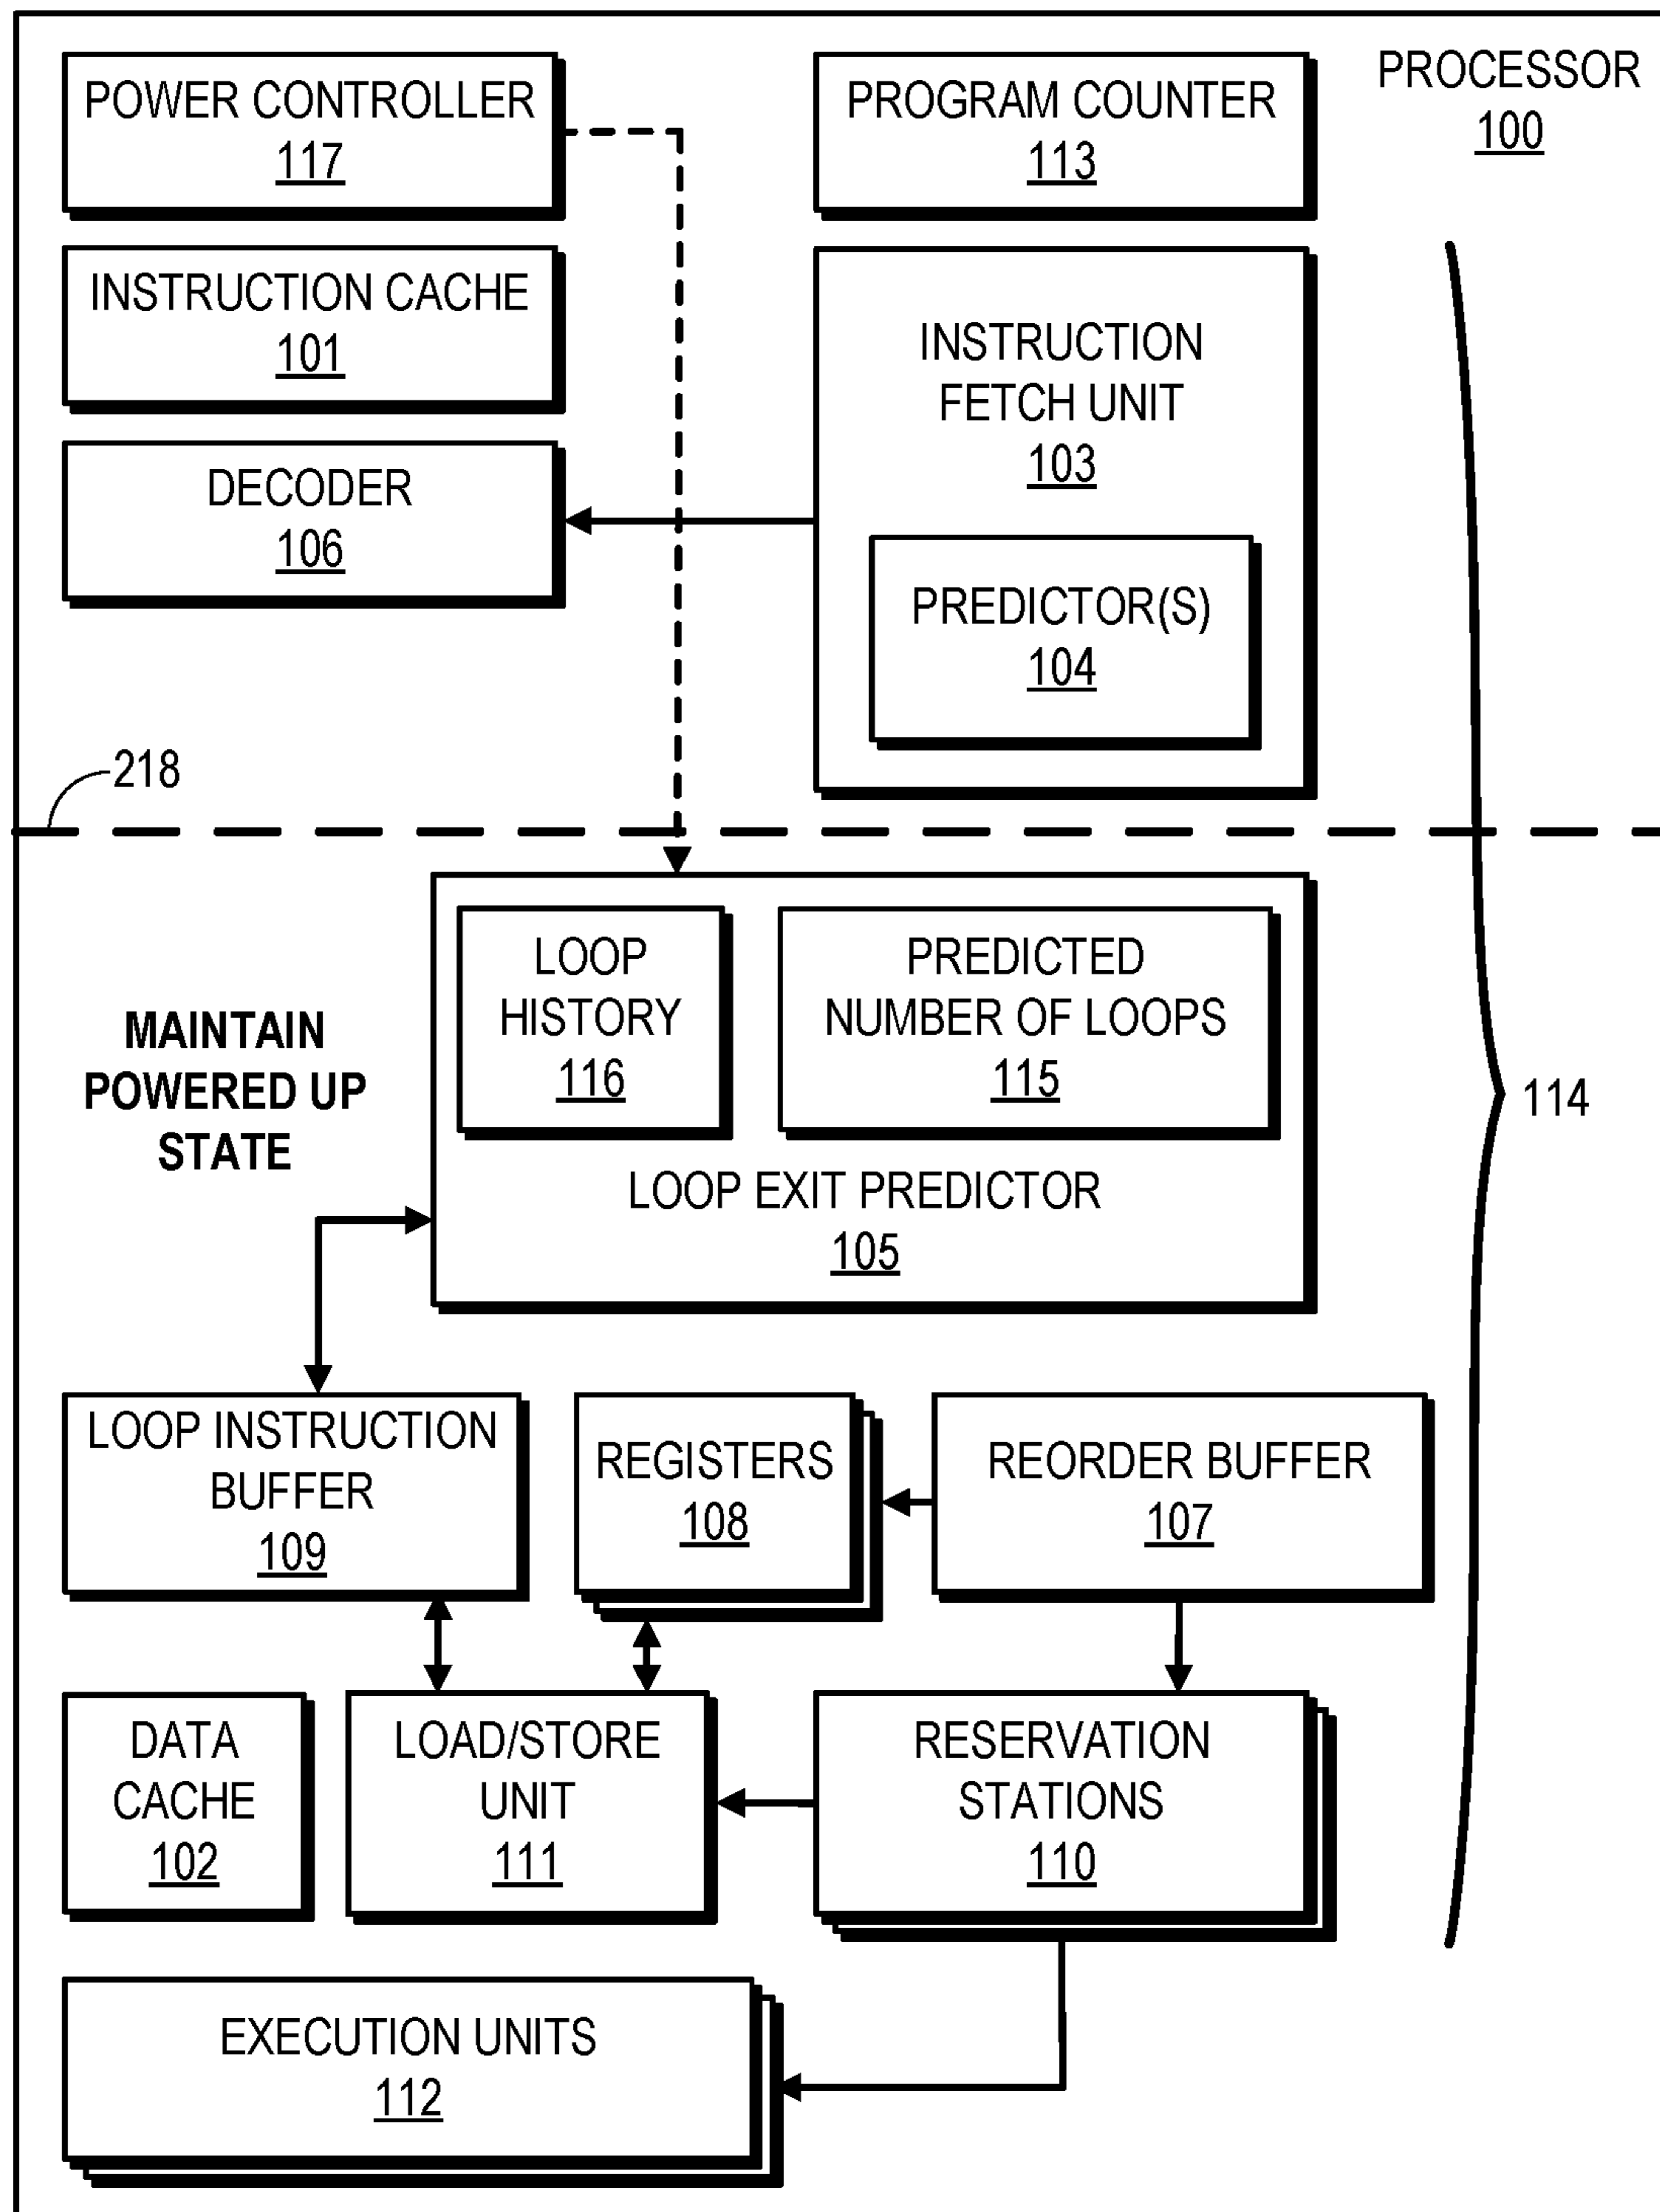 POWER CONTROLLER
117
PROGRAM COUNTER
113
PROCESSOR
100
INSTRUCTION CACHE
101
INSTRUCTION
FETCH UNIT
103
DECODER
106
PREDICTOR(S)
104
218
LOOP
HISTORY
116
PREDICTED
NUMBER OF LOOPS
115
MAINTAIN
POWERED UP
STATE
LOOP EXIT PREDICTOR
105
114
LOOP INSTRUCTION
BUFFER
109
REGISTERS
108
REORDER BUFFER
107
DATA
CACHE
102
LOAD/STORE
UNIT
111
RESERVATION
STATIONS
110
EXECUTION UNITS
112